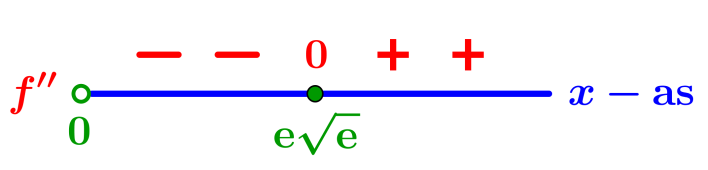 − − 0 + +
f″ x − as
0 e√e